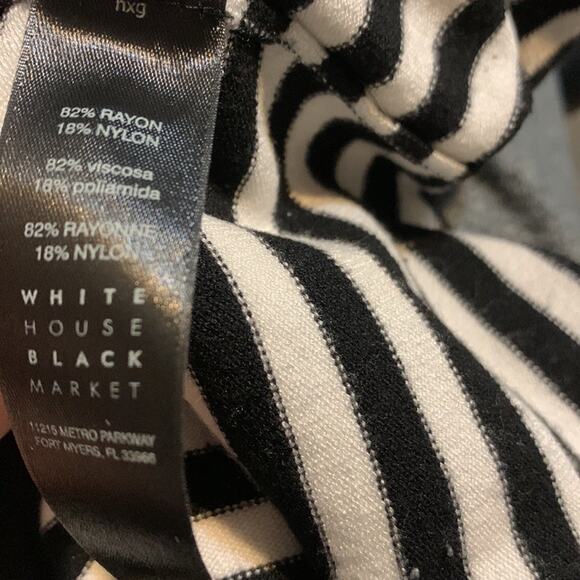 hxg
82% RAYON
18% NYLON
82% viscosa
18% poliamida
82% RAYONNE
18% NYLON
WHITE
HOUSE
BLACK
MARKET
11215 METRO PARKWAY
FORT MYERS, FL 33966